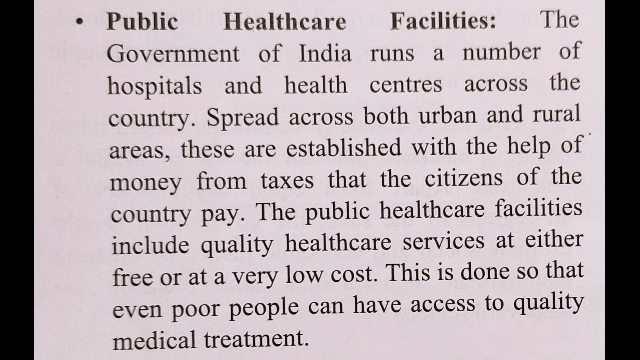 • Public Healthcare Facilities: The
Government of India runs a number of
hospitals and health centres across the
country. Spread across both urban and rural
areas, these are established with the help of
money from taxes that the citizens of the
country pay. The public healthcare facilities
include quality healthcare services at either
free or at a very low cost. This is done so that
even poor people can have access to quality
medical treatment.